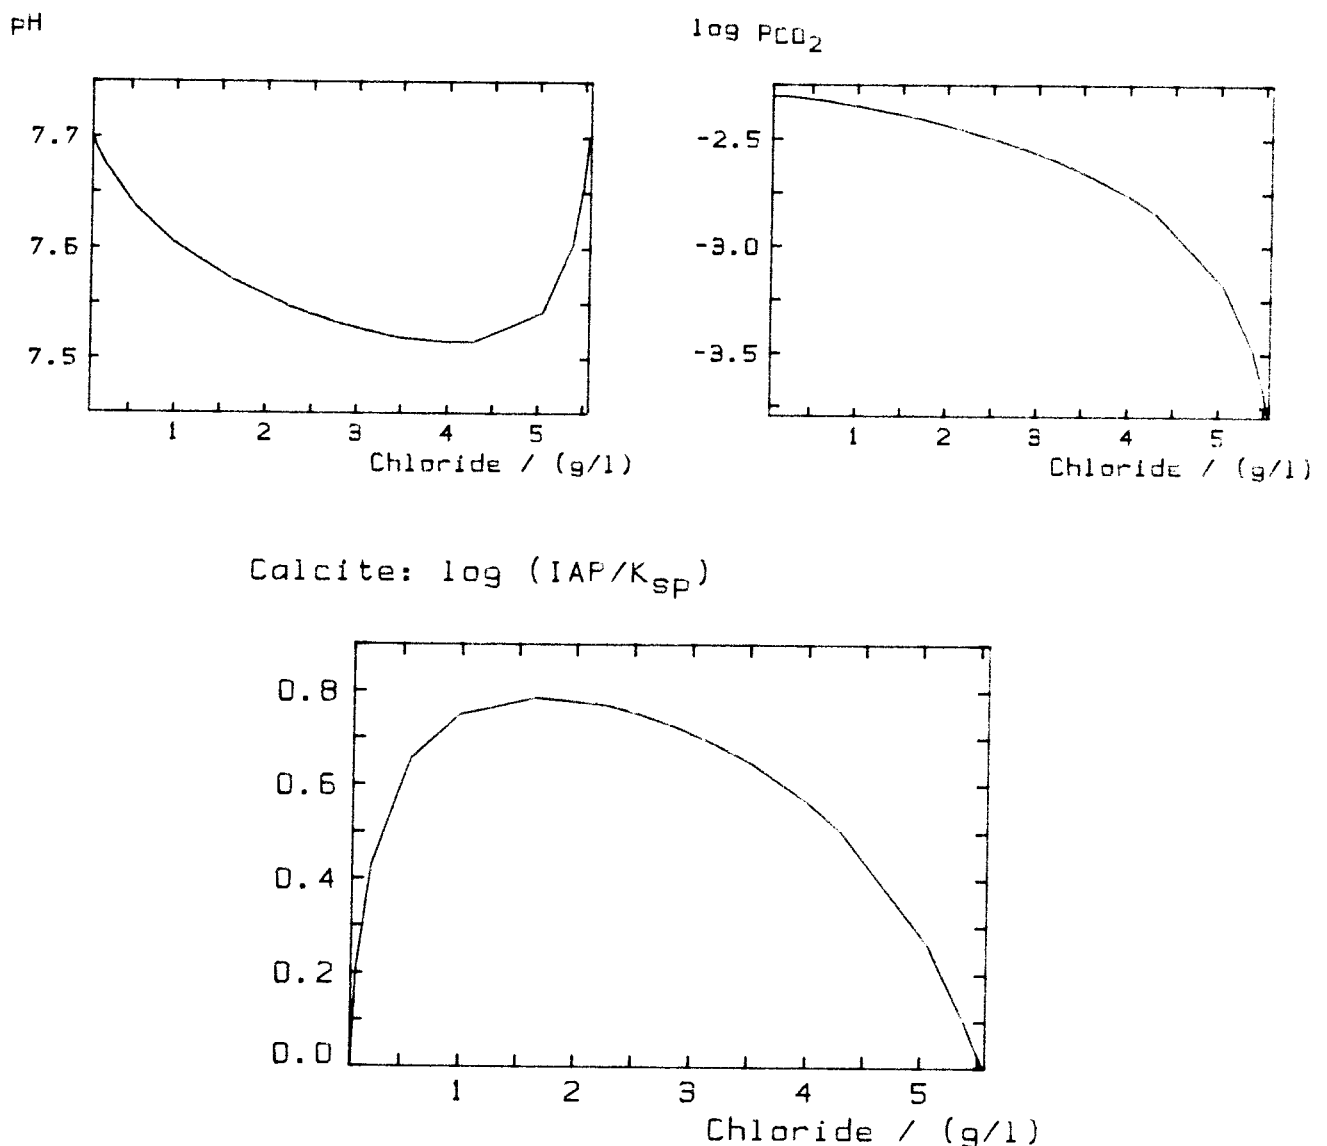 pH
7.7
7.6
7.5
1 2 3 4 5
Chloride / (g/l)
log PCO₂
-2.5
-3.0
-3.5
1 2 3 4 5
Chloride / (g/l)
Calcite: log (IAP/Ksp)
0.8
0.6
0.4
0.2
0.0
1 2 3 4 5
Chloride / (g/l)